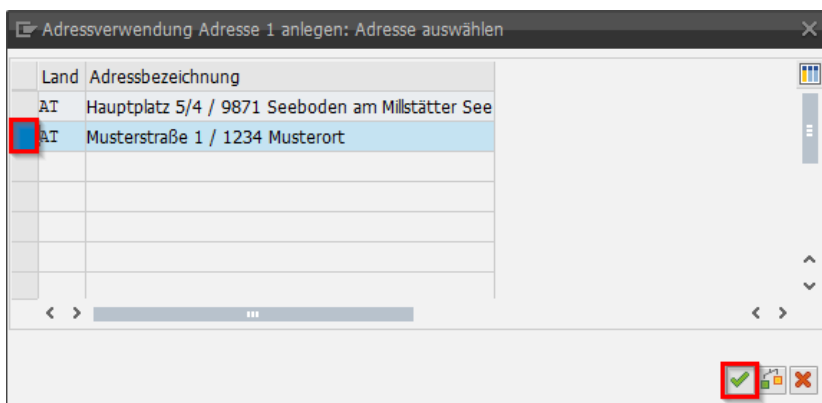 Adressverwendung Adresse 1 anlegen: Adresse auswählen
Land Adressbezeichnung
AT Hauptplatz 5/4 / 9871 Seeboden am Millstätter See
AT Musterstraße 1 / 1234 Musterort